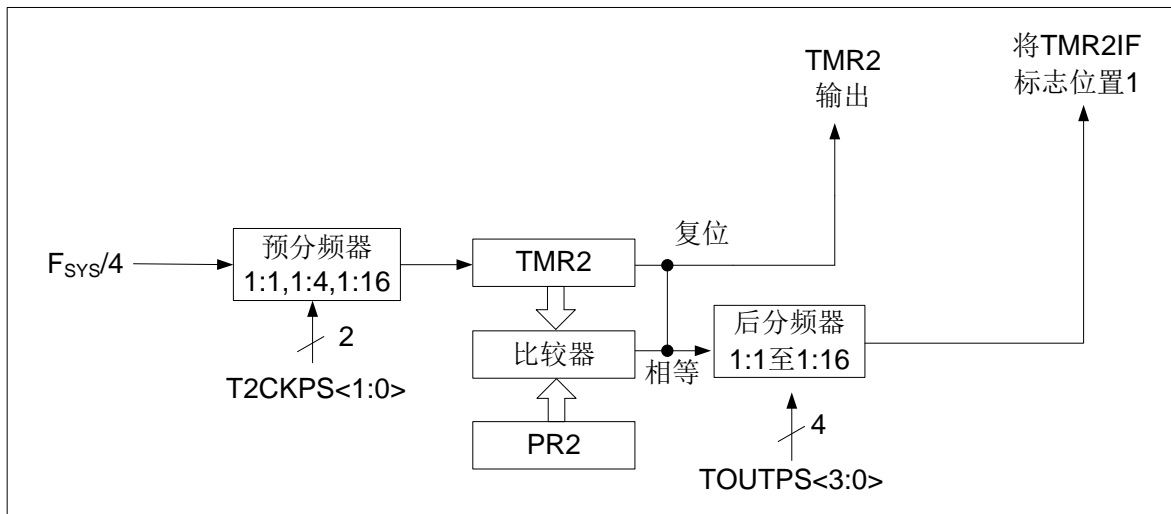 将TMR2IF
标志位置1
TMR2
输出
复位
预分频器
1:1,1:4,1:16
FSYS/4
TMR2
后分频器
1:1至1:16
2
比较器
相等
T2CKPS<1:0>
PR2
4
TOUTPS<3:0>